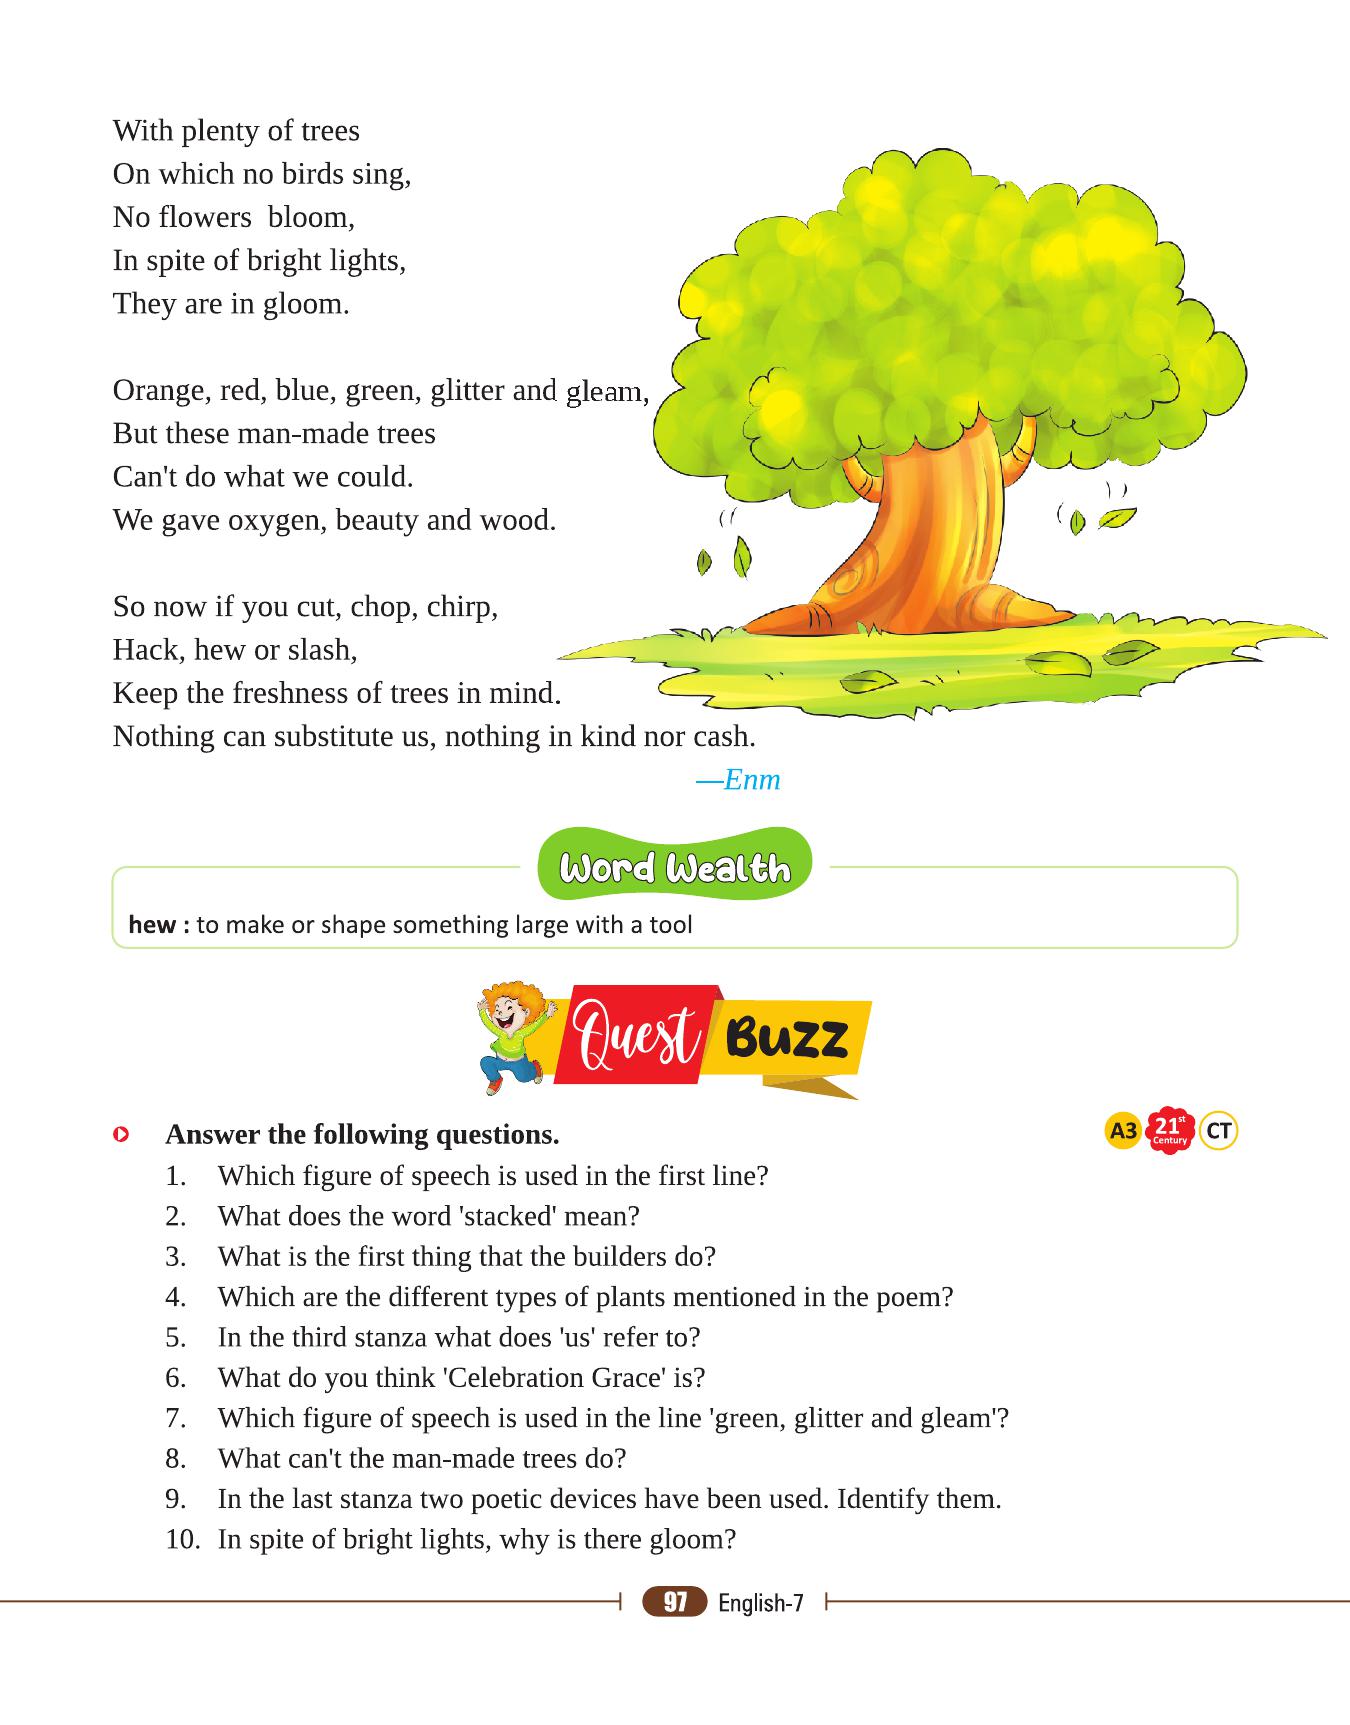 With plenty of trees
On which no birds sing,
No flowers bloom,
In spite of bright lights,
They are in gloom.
Orange, red, blue, green, glitter and gleam,
But these man-made trees
Can't do what we could.
We gave oxygen, beauty and wood.
So now if you cut, chop, chirp,
Hack, hew or slash,
Keep the freshness of trees in mind.
Nothing can substitute us, nothing in kind nor cash.
—Enm
Word Wealth
hew : to make or shape something large with a tool
Quest Buzz
Answer the following questions.
A3 21st Century CT
1. Which figure of speech is used in the first line?
2. What does the word 'stacked' mean?
3. What is the first thing that the builders do?
4. Which are the different types of plants mentioned in the poem?
5. In the third stanza what does 'us' refer to?
6. What do you think 'Celebration Grace' is?
7. Which figure of speech is used in the line 'green, glitter and gleam'?
8. What can't the man-made trees do?
9. In the last stanza two poetic devices have been used. Identify them.
10. In spite of bright lights, why is there gloom?
97 English-7